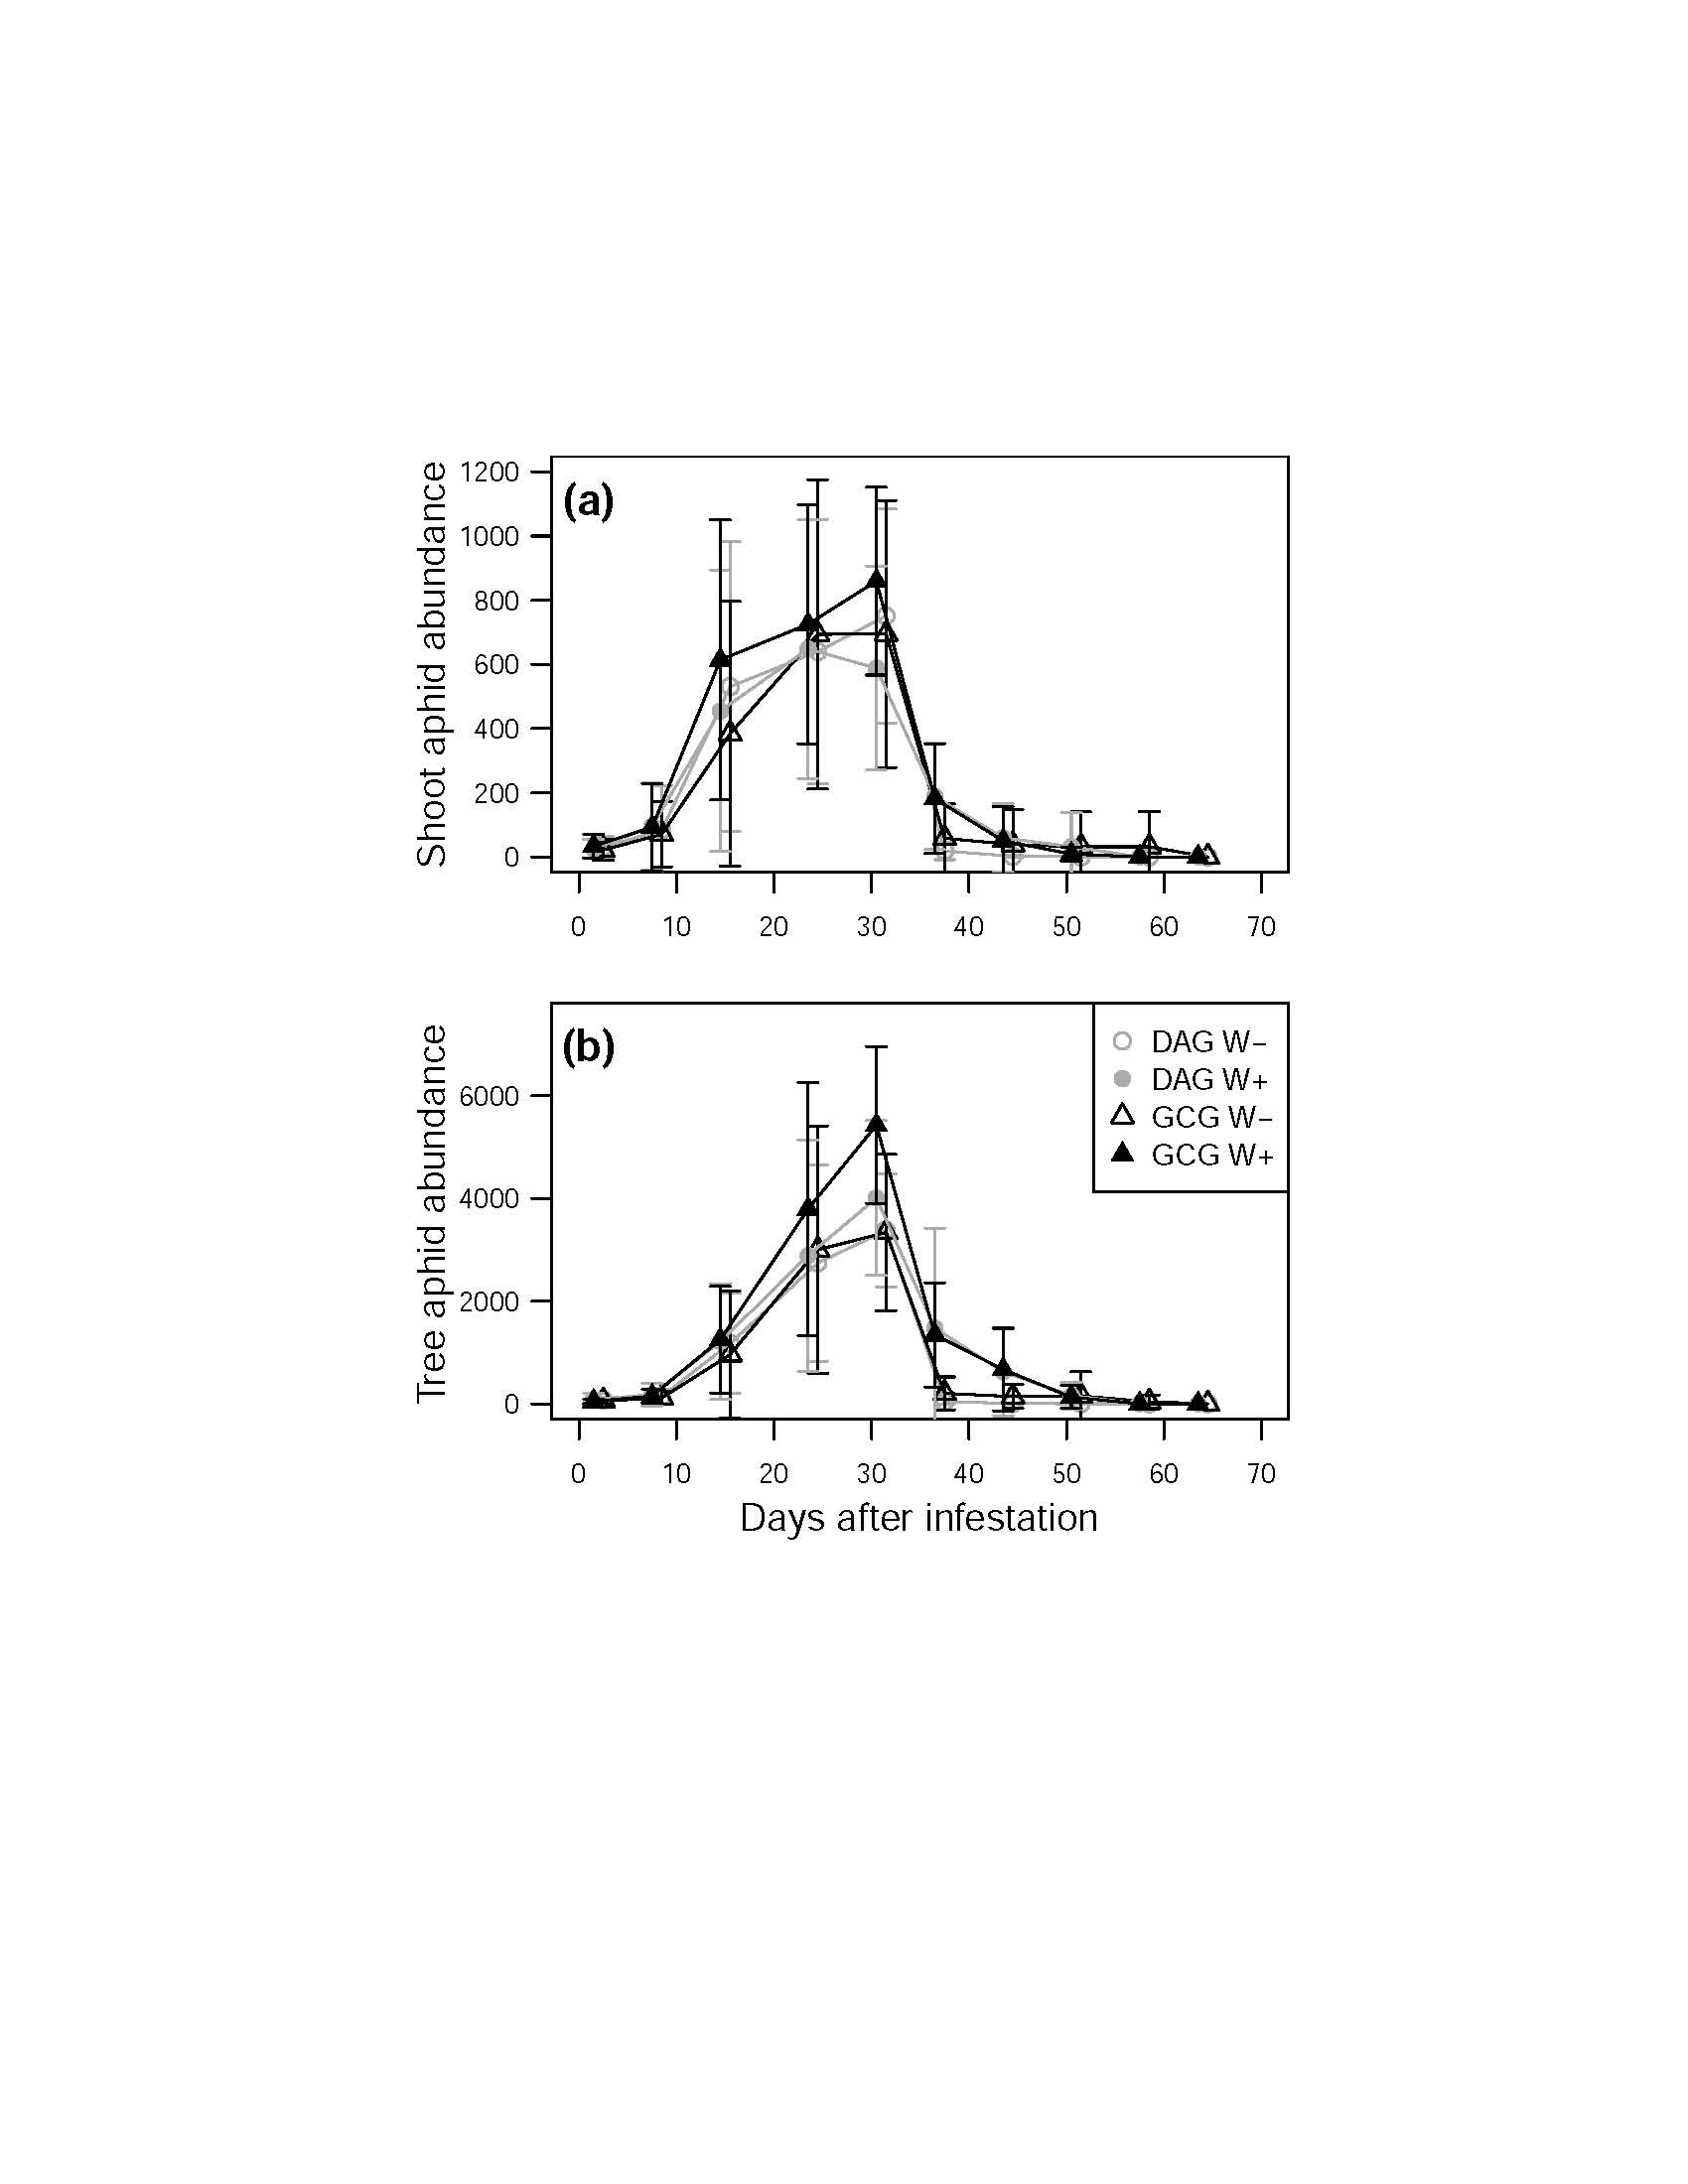 Shoot aphid abundance
(a)
1200
1000
800
600
400
200
0
0 10 20 30 40 50 60 70
Tree aphid abundance
(b)
6000
4000
2000
0
DAG W−
DAG W+
GCG W−
GCG W+
0 10 20 30 40 50 60 70
Days after infestation